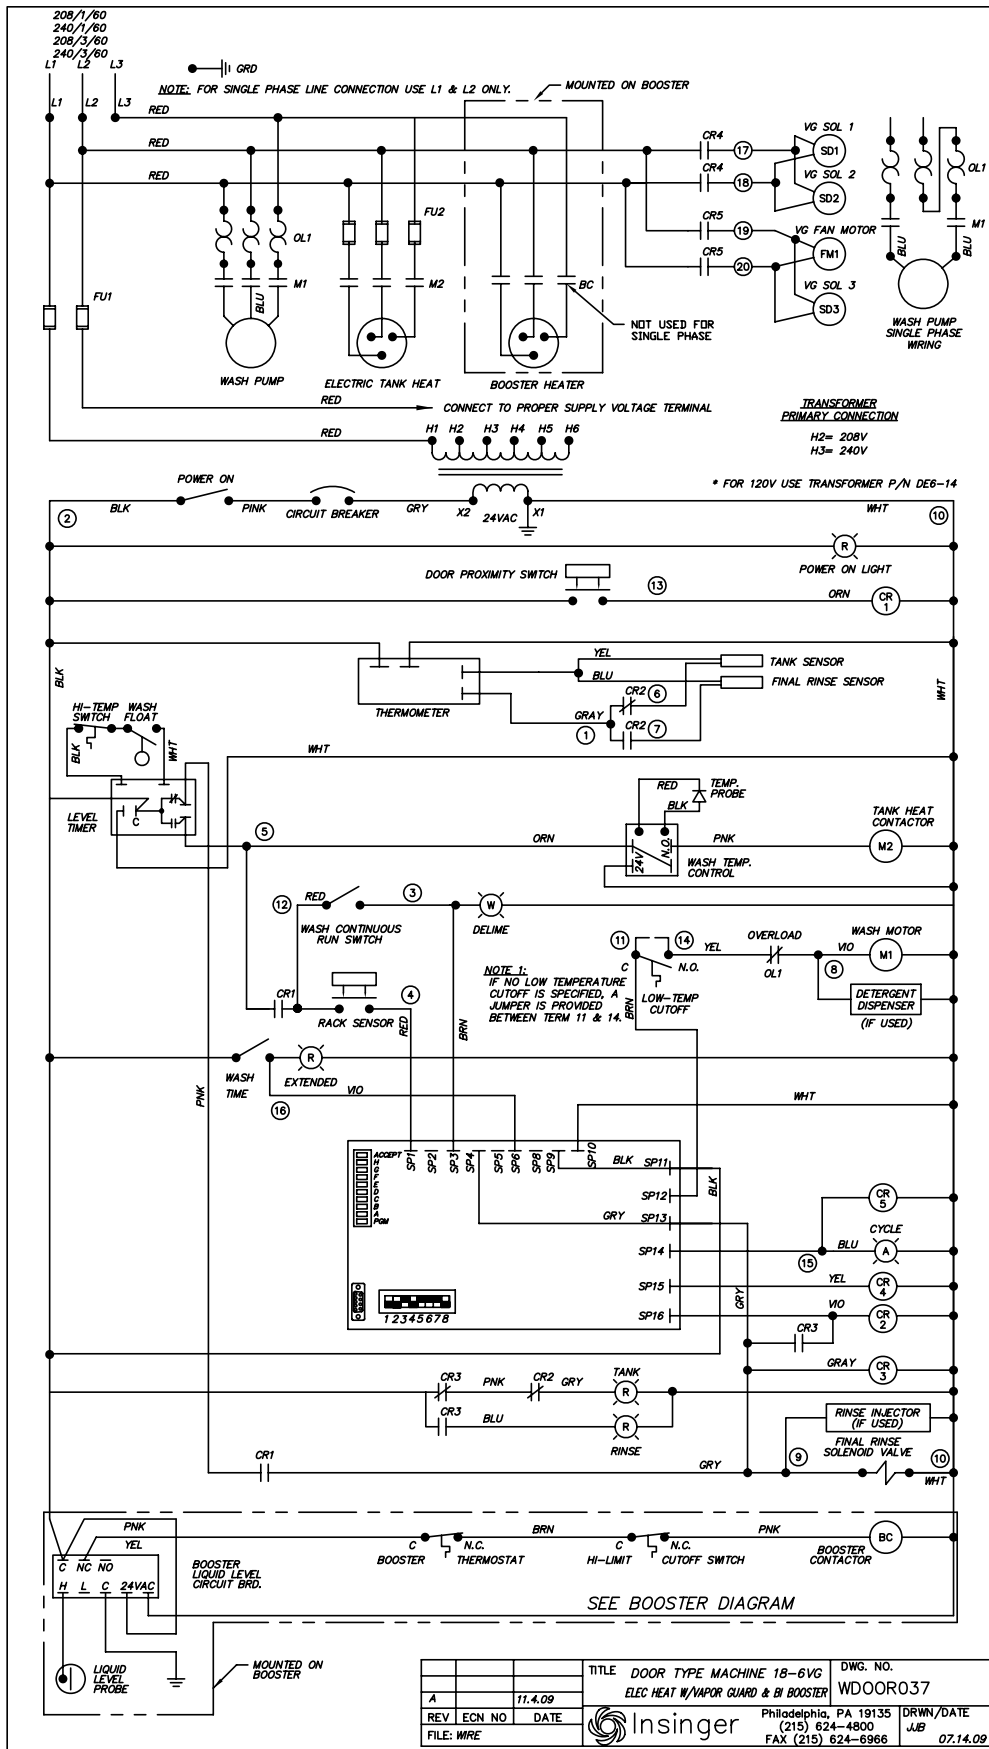 208/1/60
240/1/60
208/3/60
240/3/60
L1 L2 L3
GRD
NOTE: FOR SINGLE PHASE LINE CONNECTION USE L1 & L2 ONLY.
MOUNTED ON BOOSTER
L1 L2 L3
RED
RED
RED
CR4 17 VG SOL 1
SD1
CR4 18 VG SOL 2
SD2
CR5 19 VG FAN MOTOR
FM1
CR5 20
VG SOL 3
SD3
OL1
M1
BLU BLU
WASH PUMP
SINGLE PHASE
WIRING
FU1
OL1
M1
BLU
FU2
M2
BC
NOT USED FOR
SINGLE PHASE
WASH PUMP
ELECTRIC TANK HEAT
BOOSTER HEATER
RED
CONNECT TO PROPER SUPPLY VOLTAGE TERMINAL
RED
H1 H2 H3 H4 H5 H6
TRANSFORMER
PRIMARY CONNECTION
H2= 208V
H3= 240V
* FOR 120V USE TRANSFORMER P/N DE6-14
POWER ON
2 BLK PINK CIRCUIT BREAKER GRY X2 24VAC X1 WHT 10
R
POWER ON LIGHT
DOOR PROXIMITY SWITCH
13
ORN
CR
1
BLK
WHT
THERMOMETER
YEL
BLU
TANK SENSOR
FINAL RINSE SENSOR
CR2 6
GRAY
1
CR2 7
HI-TEMP
SWITCH
WASH
FLOAT
BLK
WHT
WHT
LEVEL
TIMER
C
5
ORN
RED
BLK
TEMP.
PROBE
24V
N.O.
WASH TEMP.
CONTROL
PNK
TANK HEAT
CONTACTOR
M2
12 RED 3
WASH CONTINUOUS
RUN SWITCH
W
DELIME
CR1
RACK SENSOR
4
RED
BRN
NOTE 1:
IF NO LOW TEMPERATURE
CUTOFF IS SPECIFIED, A
JUMPER IS PROVIDED
BETWEEN TERM 11 & 14.
11 14
C N.O.
BRN
LOW-TEMP
CUTOFF
YEL
OVERLOAD
OL1
VIO
8
WASH MOTOR
M1
DETERGENT
DISPENSER
(IF USED)
WASH
TIME
R
EXTENDED
VIO
16
PNK
WHT
ACCEPT
H
G
F
E
D
C
B
A
PGM
SP1 SP2 SP3 SP4 SP5 SP6 SP8 SP9 SP10
BLK SP11
BLK
SP12
GRY SP13
SP14
SP15
SP16
12345678
CR
5
CYCLE
15 BLU A
YEL
CR
4
VIO
CR
2
GRY
CR3
GRAY
CR
3
CR3 PNK CR2 GRY TANK
R
CR3 BLU
R
RINSE
RINSE INJECTOR
(IF USED)
FINAL RINSE
SOLENOID VALVE
CR1
GRY
9
10
WHT
PNK
YEL
C NC NO
H L C 24VAC
BOOSTER
LIQUID LEVEL
CIRCUIT BRD.
C N.C.
BOOSTER THERMOSTAT
BRN
C N.C.
HI-LIMIT CUTOFF SWITCH
PNK
BC
BOOSTER
CONTACTOR
SEE BOOSTER DIAGRAM
LIQUID
LEVEL
PROBE
MOUNTED ON
BOOSTER
A 11.4.09
REV ECN NO DATE
FILE: WIRE
TITLE DOOR TYPE MACHINE 18-6VG
ELEC HEAT W/VAPOR GUARD & BI BOOSTER
DWG. NO.
WDOOR037
Insinger
Philadelphia, PA 19135
(215) 624-4800
FAX (215) 624-6966
DRWN/DATE
JJB
07.14.09